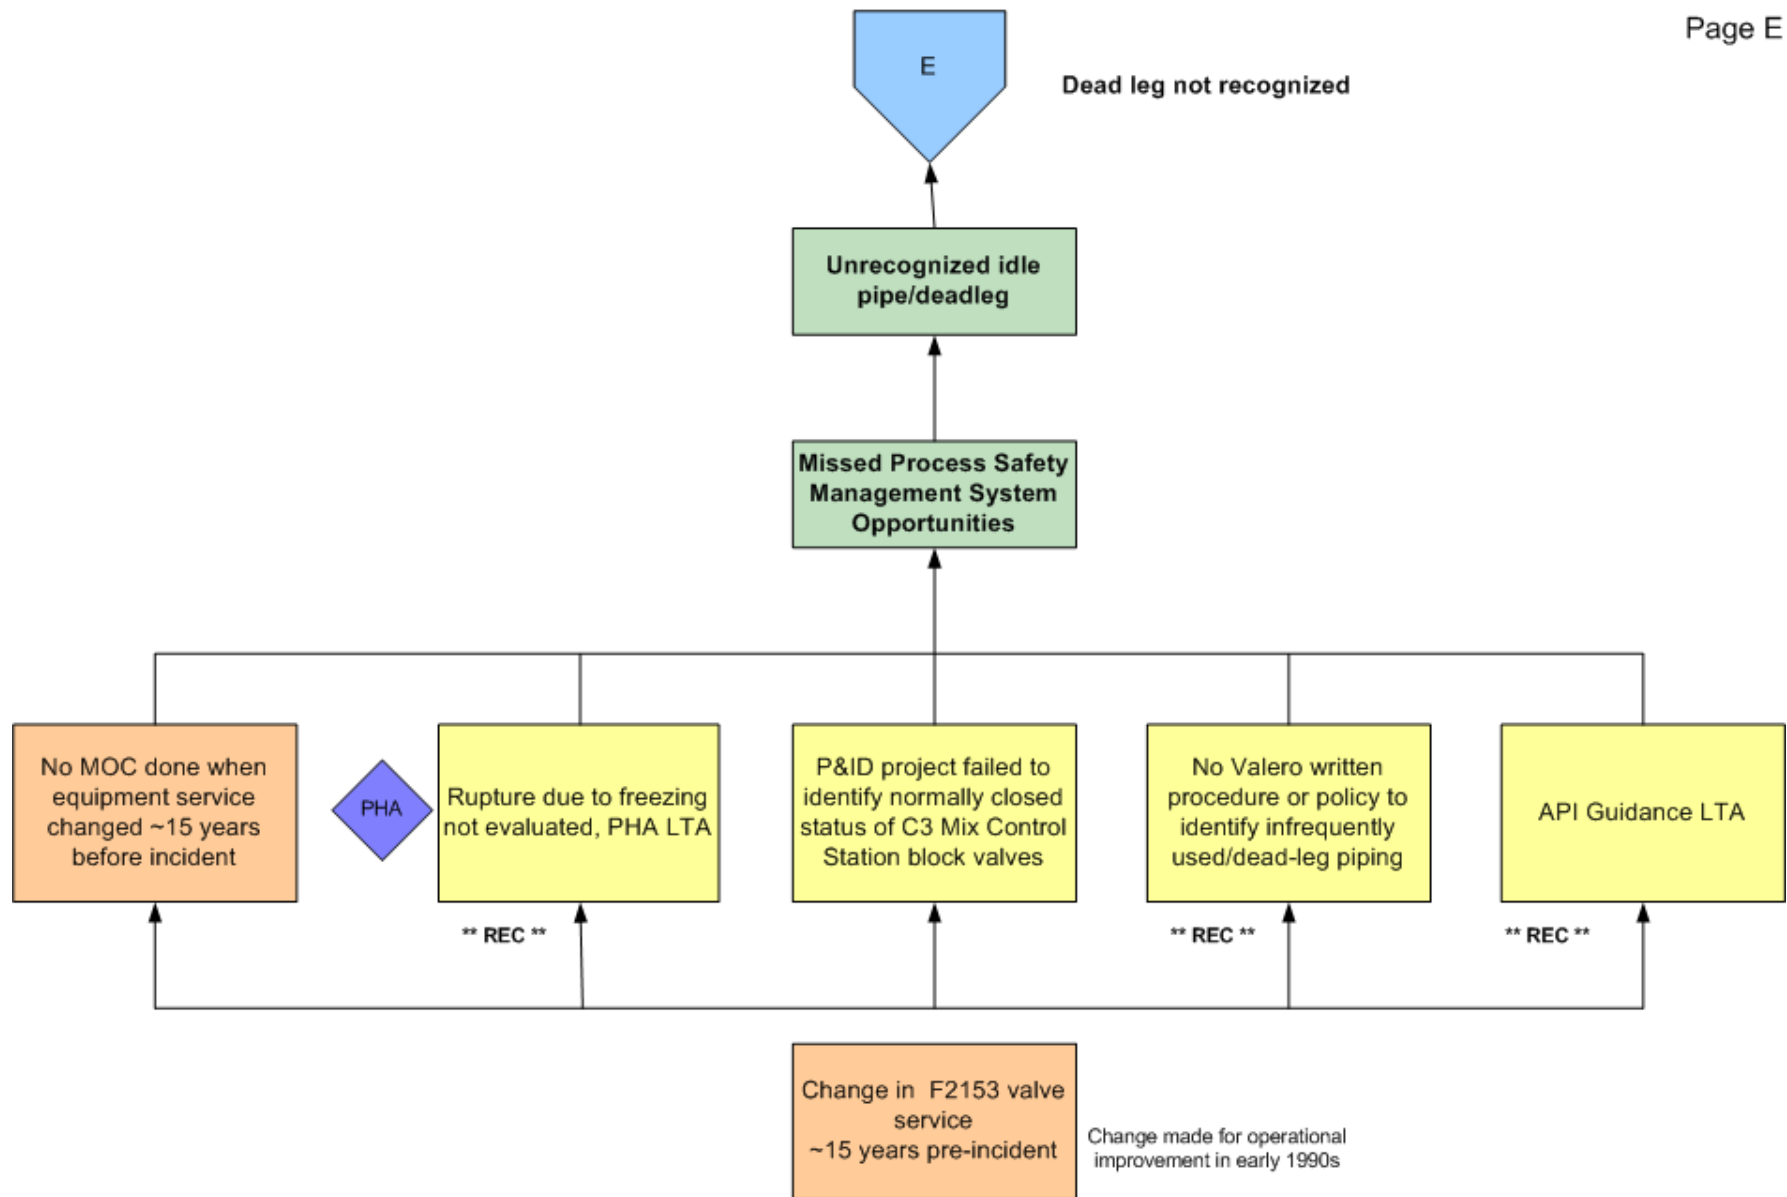 Page E
E
Dead leg not recognized
Unrecognized idle
pipe/deadleg
Missed Process Safety
Management System
Opportunities
No MOC done when
equipment service
changed ~15 years
before incident
PHA
Rupture due to freezing
not evaluated, PHA LTA
P&ID project failed to
identify normally closed
status of C3 Mix Control
Station block valves
No Valero written
procedure or policy to
identify infrequently
used/dead-leg piping
API Guidance LTA
** REC **
** REC **
** REC **
Change in  F2153 valve
service
~15 years pre-incident
Change made for operational
improvement in early 1990s